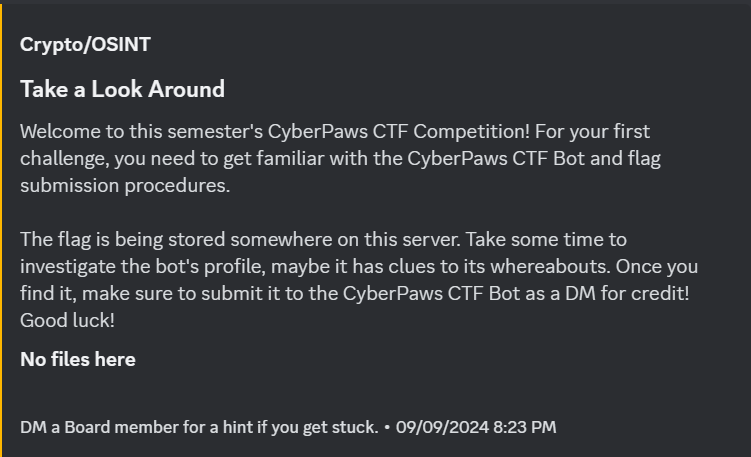 Crypto/OSINT
Take a Look Around
Welcome to this semester's CyberPaws CTF Competition! For your first
challenge, you need to get familiar with the CyberPaws CTF Bot and flag
submission procedures.
The flag is being stored somewhere on this server. Take some time to
investigate the bot's profile, maybe it has clues to its whereabouts. Once you
find it, make sure to submit it to the CyberPaws CTF Bot as a DM for credit!
Good luck!
No files here
DM a Board member for a hint if you get stuck. • 09/09/2024 8:23 PM